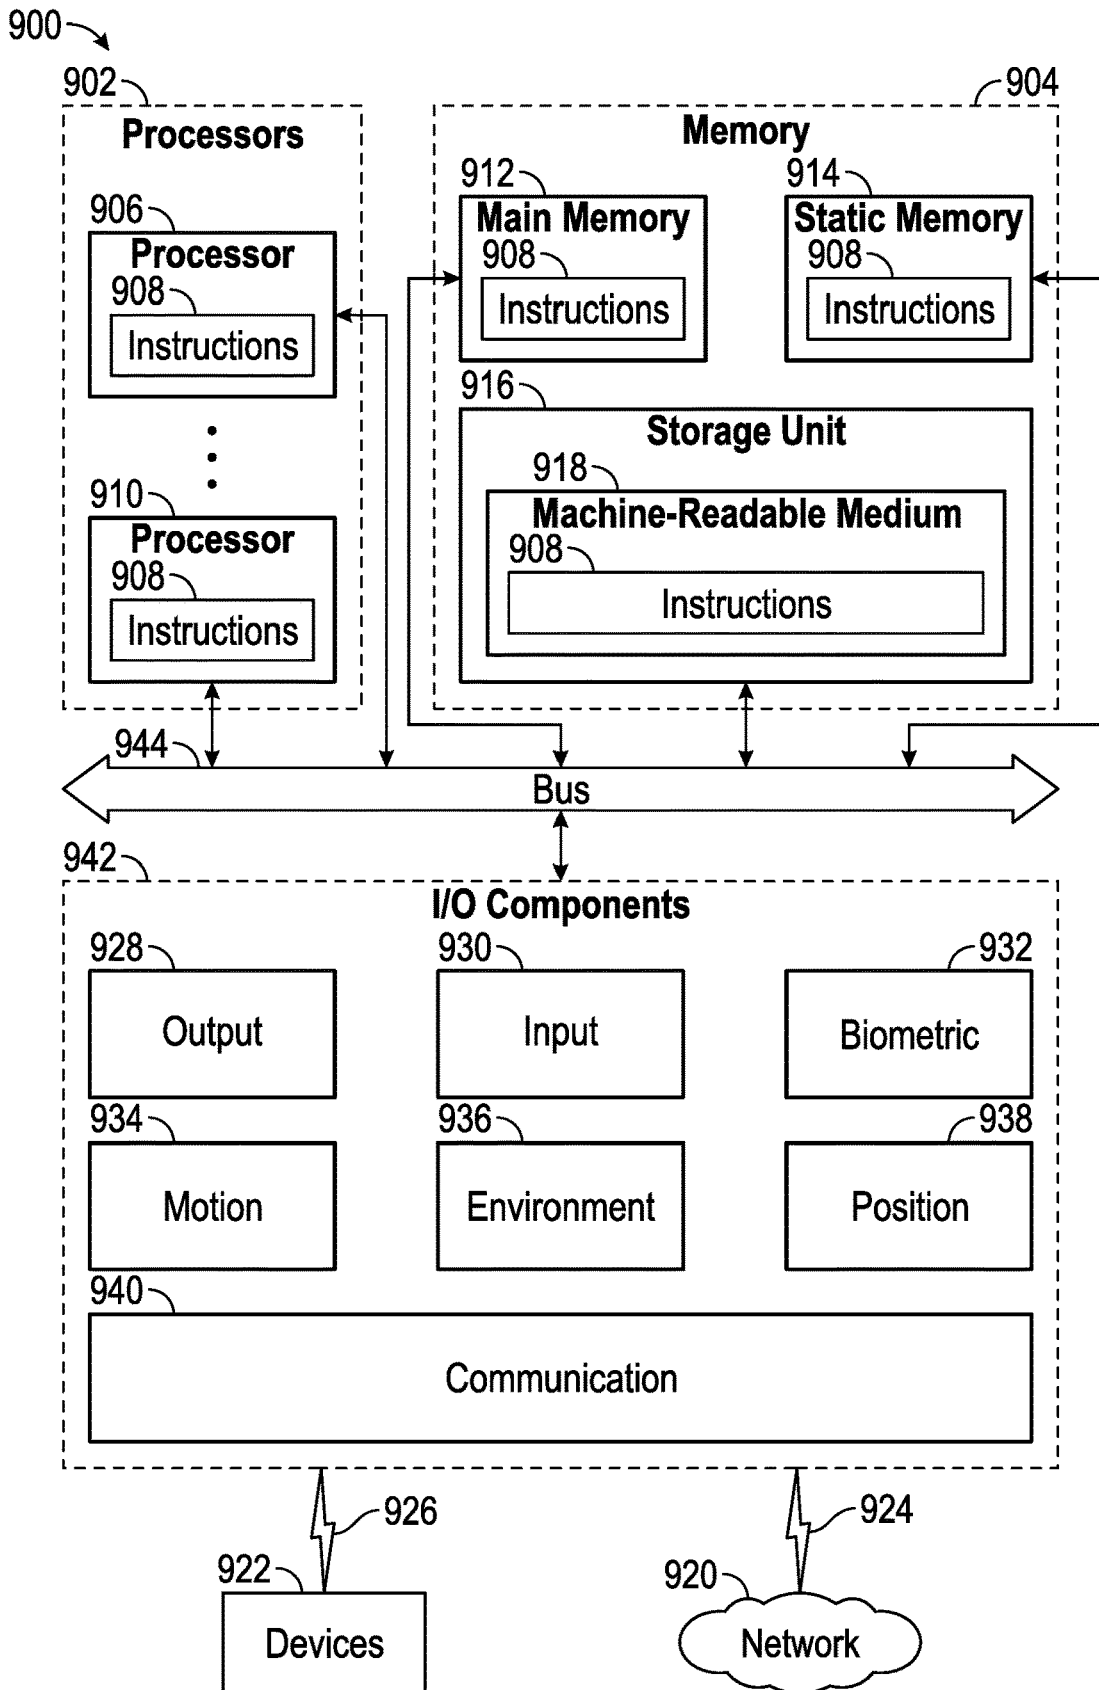 900
902
Processors
906
Processor
908
Instructions
910
Processor
908
Instructions
904
Memory
912
Main Memory
908
Instructions
914
Static Memory
908
Instructions
916
Storage Unit
918
Machine-Readable Medium
908
Instructions
944
Bus
942
I/O Components
928
Output
930
Input
932
Biometric
934
Motion
936
Environment
938
Position
940
Communication
926
924
922
Devices
920
Network